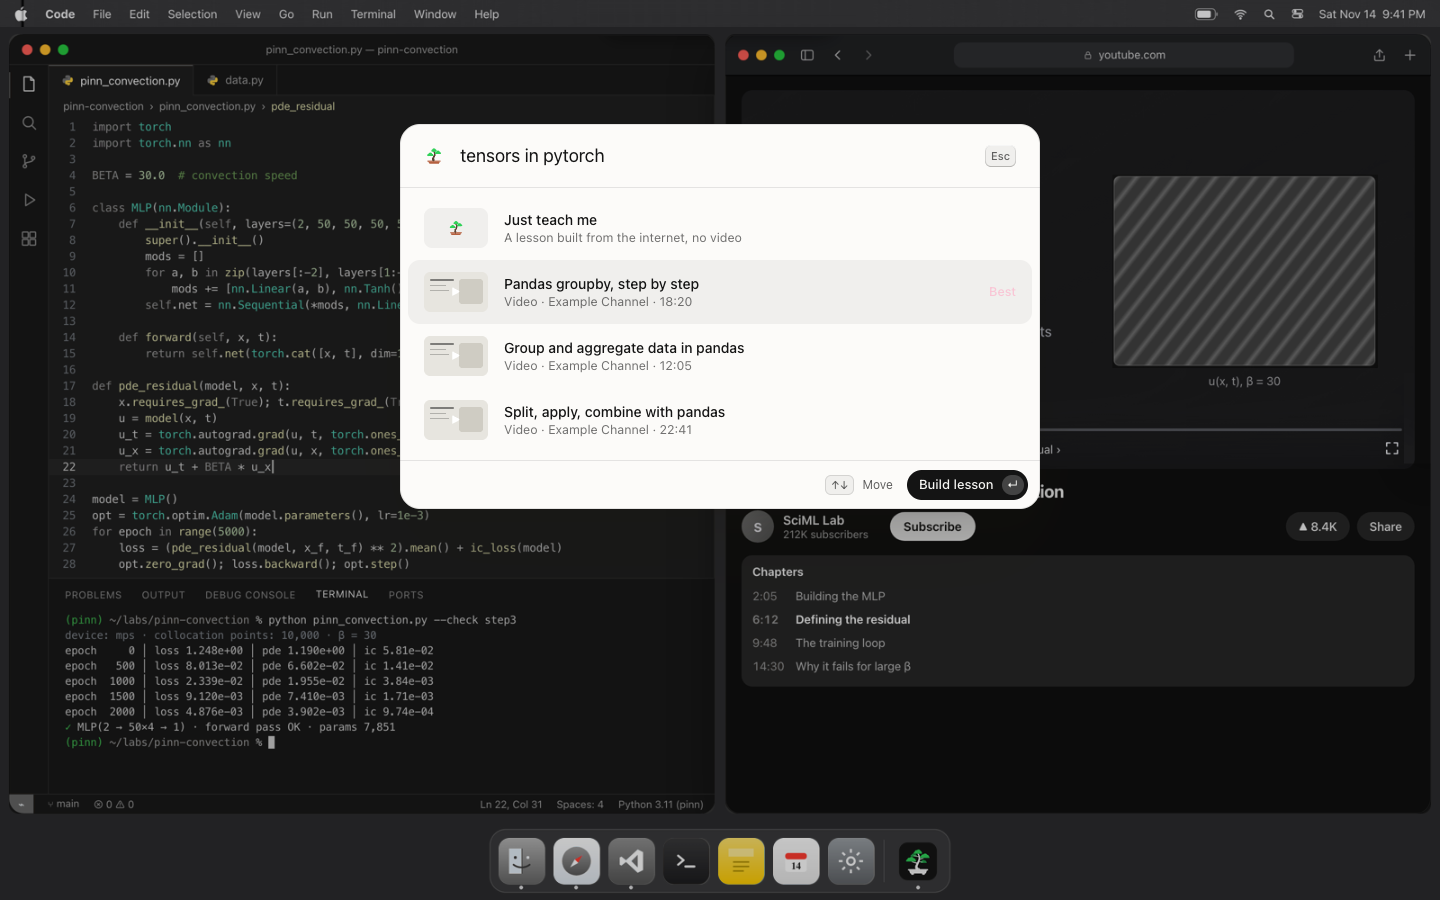 Code File Edit Selection View Go Run Terminal Window Help
Sat Nov 14 9:41 PM
pinn_convection.py — pinn-convection
pinn_convection.py
data.py
pinn-convection › pinn_convection.py › pde_residual
1 import torch
2 import torch.nn as nn
3
4 BETA = 30.0 # convection speed
5
6 class MLP(nn.Module):
7 def __init__(self, layers=(2, 50, 50, 50, 5
8 super().__init__()
9 mods = []
10 for a, b in zip(layers[:-2], layers[1:-
11 mods += [nn.Linear(a, b), nn.Tanh(
12 self.net = nn.Sequential(*mods, nn.Line
13
14 def forward(self, x, t):
15 return self.net(torch.cat([x, t], dim=
16
17 def pde_residual(model, x, t):
18 x.requires_grad_(True); t.requires_grad_(T
19 u = model(x, t)
20 u_t = torch.autograd.grad(u, t, torch.ones_
21 u_x = torch.autograd.grad(u, x, torch.ones_
22 return u_t + BETA * u_x
23
24 model = MLP()
25 opt = torch.optim.Adam(model.parameters(), lr=1e-3)
26 for epoch in range(5000):
27 loss = (pde_residual(model, x_f, t_f) ** 2).mean() + ic_loss(model)
28 opt.zero_grad(); loss.backward(); opt.step()
PROBLEMS OUTPUT DEBUG CONSOLE TERMINAL PORTS
(pinn) ~/labs/pinn-convection % python pinn_convection.py --check step3
device: mps · collocation points: 10,000 · β = 30
epoch 0 | loss 1.248e+00 | pde 1.190e+00 | ic 5.81e-02
epoch 500 | loss 8.013e-02 | pde 6.602e-02 | ic 1.41e-02
epoch 1000 | loss 2.339e-02 | pde 1.955e-02 | ic 3.84e-03
epoch 1500 | loss 9.120e-03 | pde 7.410e-03 | ic 1.71e-03
epoch 2000 | loss 4.876e-03 | pde 3.902e-03 | ic 9.74e-04
✓ MLP(2 → 50×4 → 1) · forward pass OK · params 7,851
(pinn) ~/labs/pinn-convection %
main 0 0
Ln 22, Col 31 Spaces: 4 Python 3.11 (pinn)
tensors in pytorch
Esc
Just teach me
A lesson built from the internet, no video
Pandas groupby, step by step
Video · Example Channel · 18:20
Best
Group and aggregate data in pandas
Video · Example Channel · 12:05
Split, apply, combine with pandas
Video · Example Channel · 22:41
↑↓ Move
Build lesson ↵
youtube.com
ts
u(x, t), β = 30
ual ›
ion
S
SciML Lab
212K subscribers
Subscribe
▲ 8.4K
Share
Chapters
2:05 Building the MLP
6:12 Defining the residual
9:48 The training loop
14:30 Why it fails for large β
14